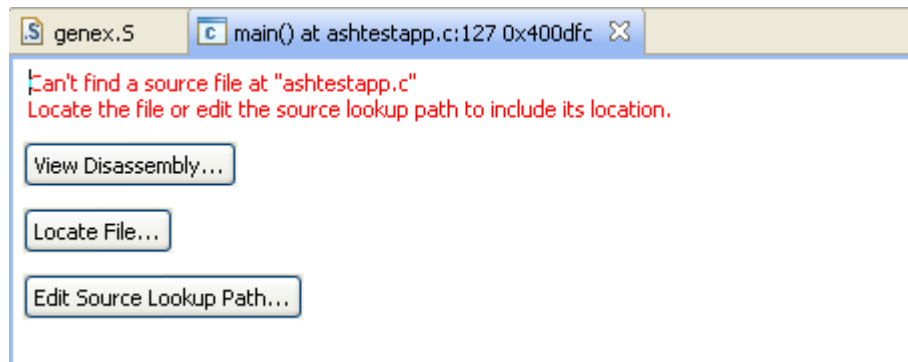 genex.S
main() at ashtestapp.c:127 0x400dfc
Can't find a source file at "ashtestapp.c"
Locate the file or edit the source lookup path to include its location.
View Disassembly...
Locate File...
Edit Source Lookup Path...